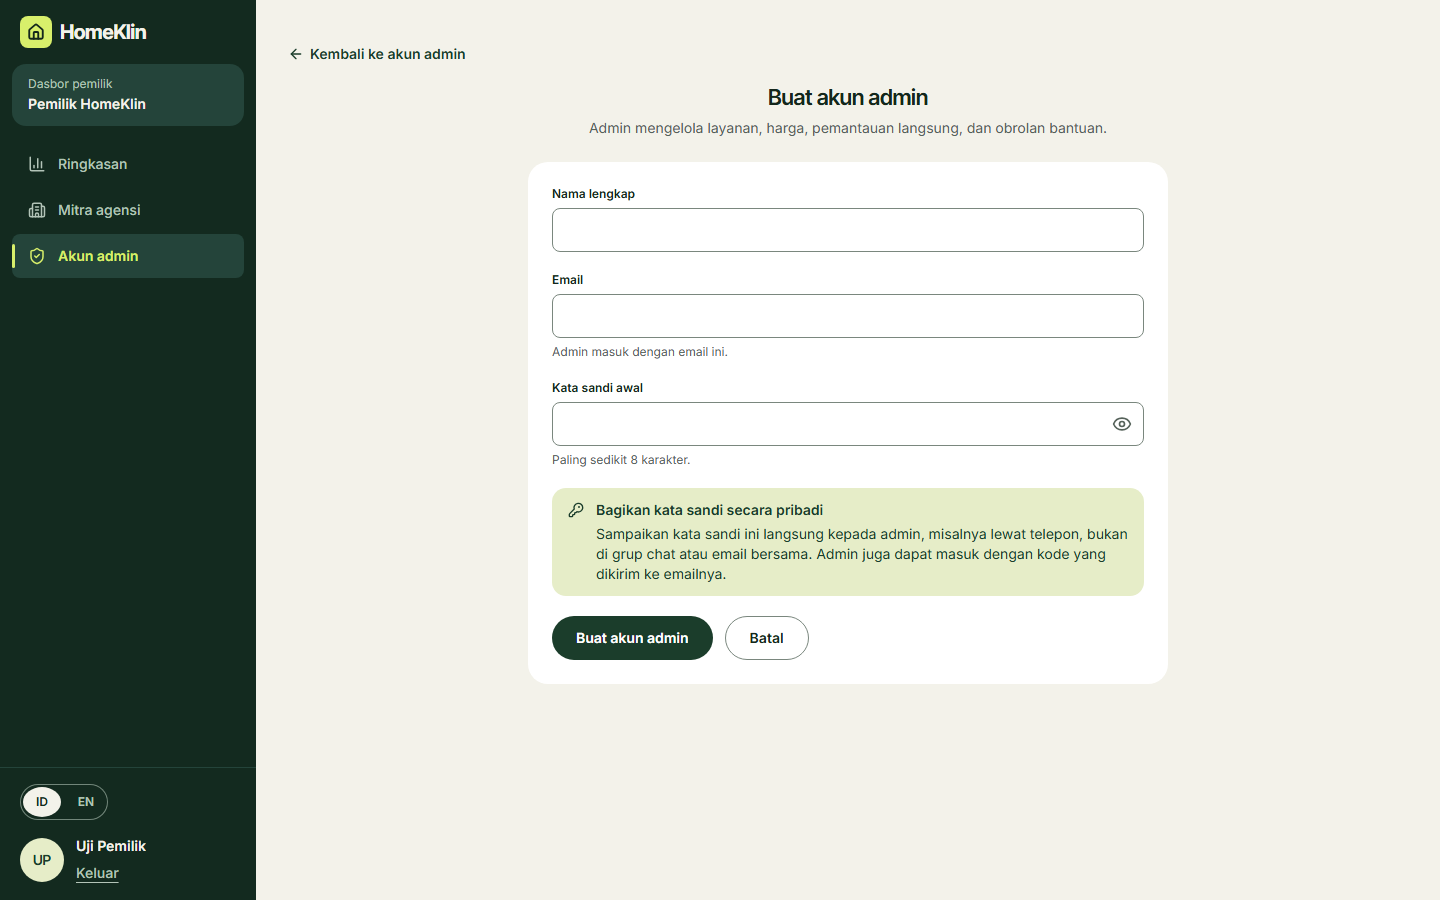 HomeKlin
Dasbor pemilik
Pemilik HomeKlin
Ringkasan
Mitra agensi
Akun admin
ID EN
UP
Uji Pemilik
Keluar
Kembali ke akun admin
Buat akun admin
Admin mengelola layanan, harga, pemantauan langsung, dan obrolan bantuan.
Nama lengkap
Email
Admin masuk dengan email ini.
Kata sandi awal
Paling sedikit 8 karakter.
Bagikan kata sandi secara pribadi
Sampaikan kata sandi ini langsung kepada admin, misalnya lewat telepon, bukan
di grup chat atau email bersama. Admin juga dapat masuk dengan kode yang
dikirim ke emailnya.
Buat akun admin
Batal